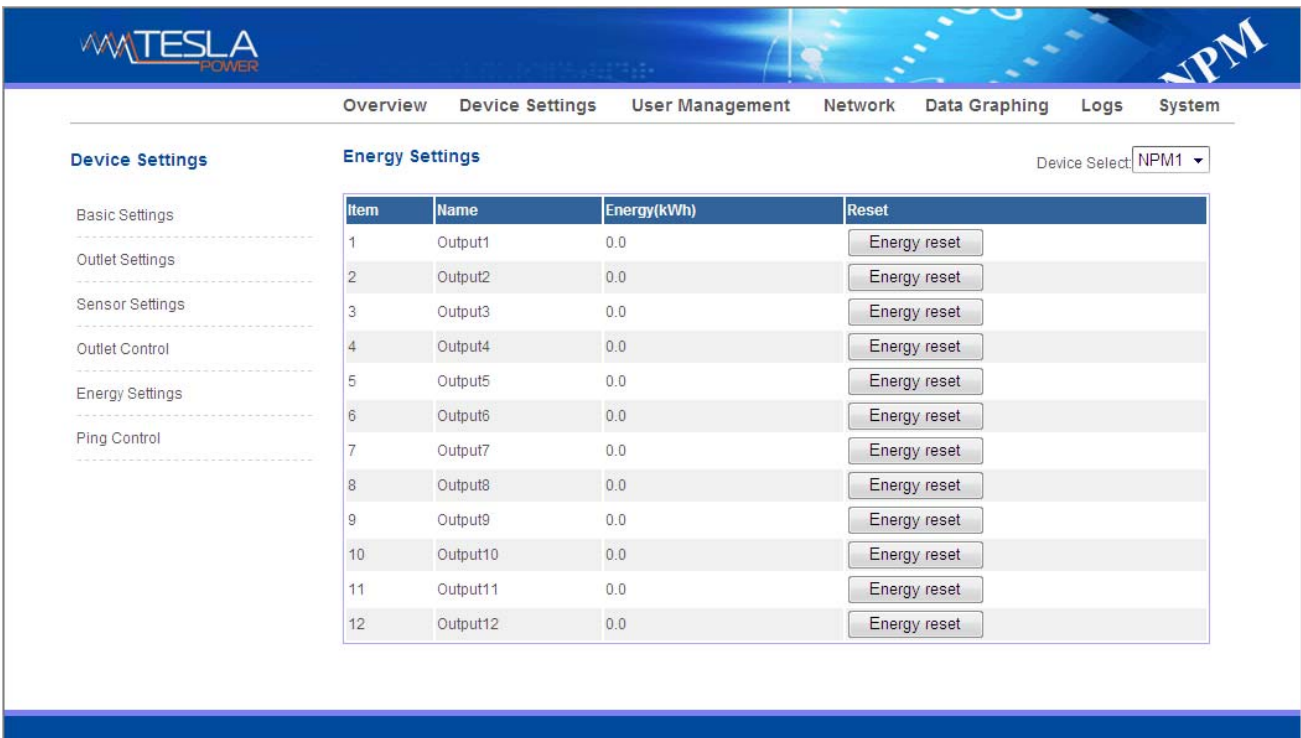 TESLA
POWER
NPM
Overview Device Settings User Management Network Data Graphing Logs System
Device Settings
Basic Settings
Outlet Settings
Sensor Settings
Outlet Control
Energy Settings
Ping Control
Energy Settings
Device Select: NPM1
Item Name Energy(kWh) Reset
1 Output1 0.0 Energy reset
2 Output2 0.0 Energy reset
3 Output3 0.0 Energy reset
4 Output4 0.0 Energy reset
5 Output5 0.0 Energy reset
6 Output6 0.0 Energy reset
7 Output7 0.0 Energy reset
8 Output8 0.0 Energy reset
9 Output9 0.0 Energy reset
10 Output10 0.0 Energy reset
11 Output11 0.0 Energy reset
12 Output12 0.0 Energy reset